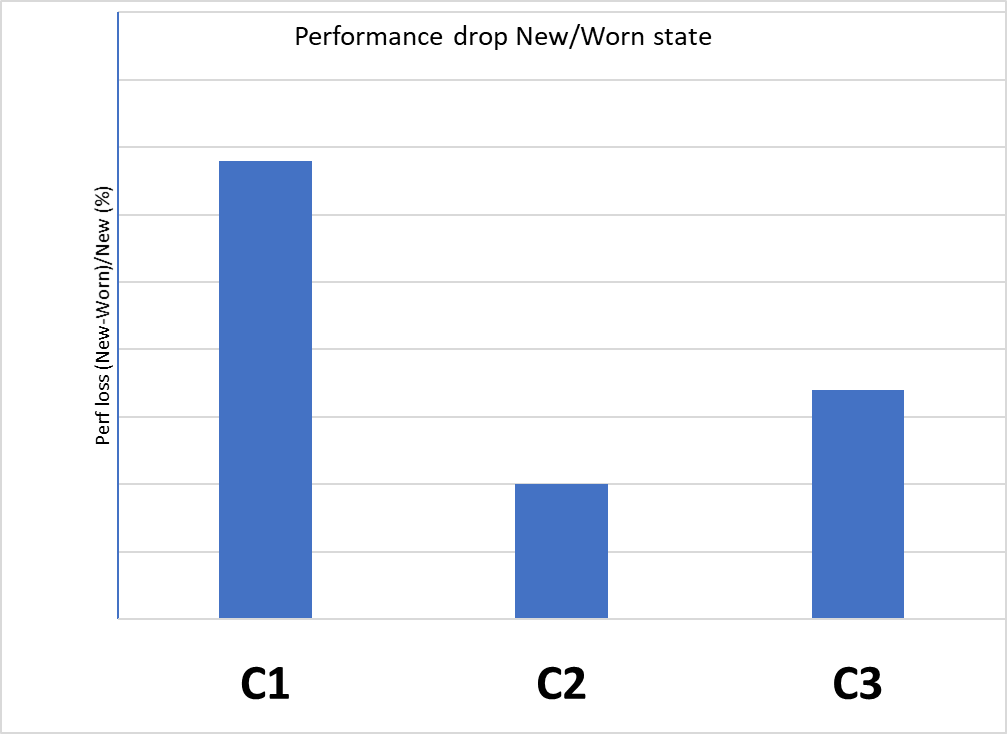 Performance drop New/Worn state
Perf loss (New-Worn)/New (%)
C1 C2 C3